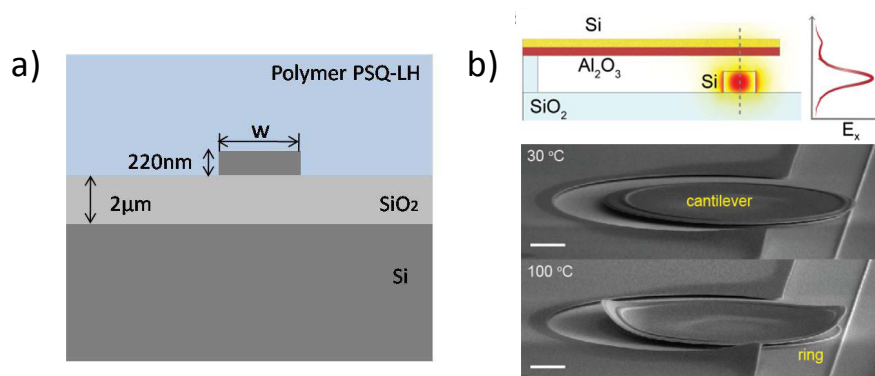 a)
Polymer PSQ-LH
w
220nm
2µm
SiO2
Si
b)
Si
Al2O3
Si
SiO2
Ex
30 °C
cantilever
100 °C
ring